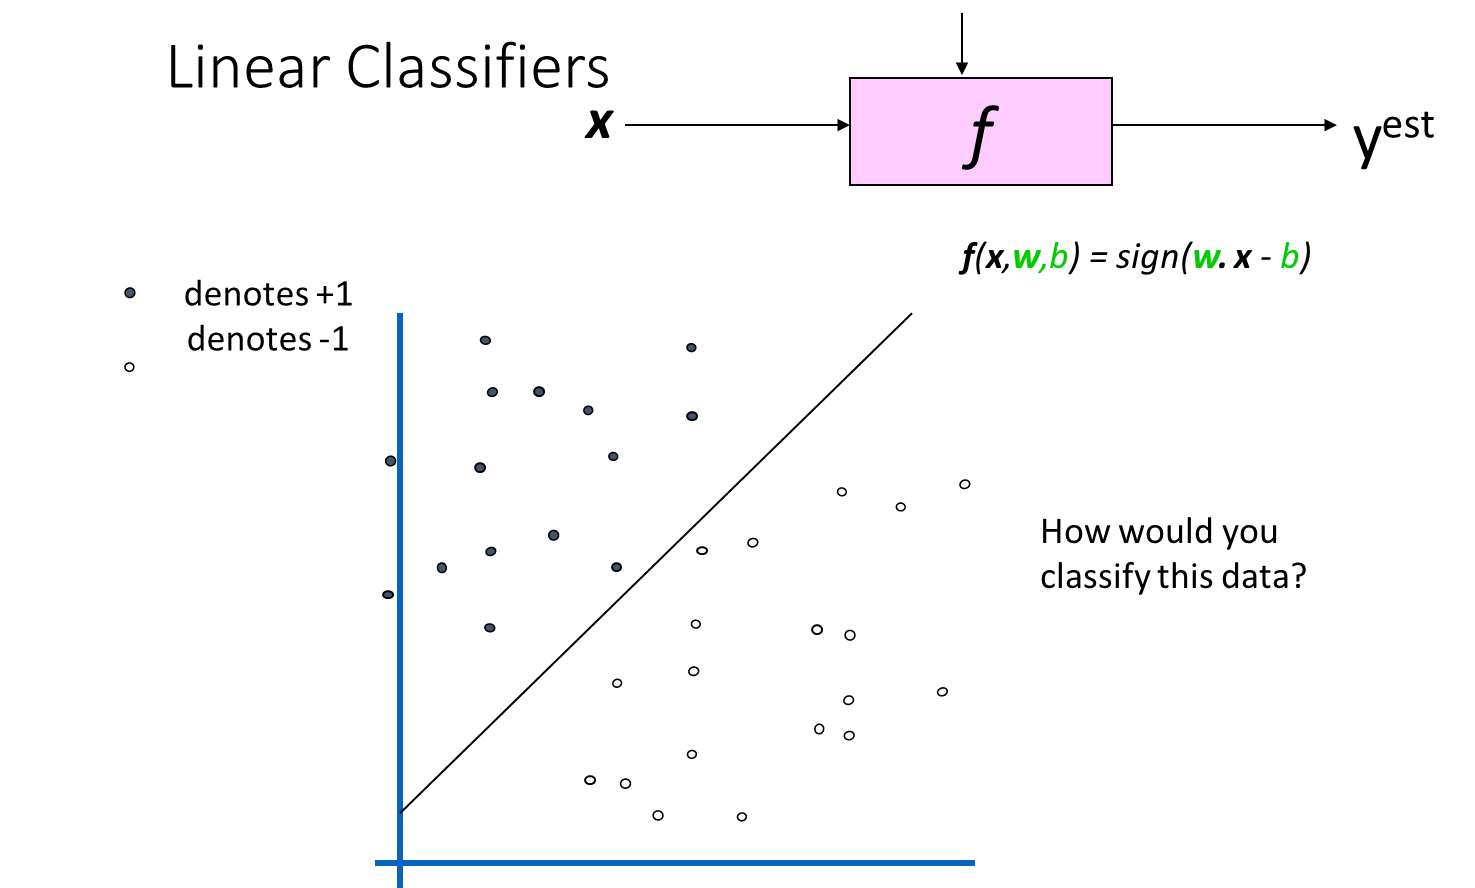 Linear Classifiers
x
f
yest
f(x,w,b) = sign(w. x - b)
denotes +1
denotes -1
How would you
classify this data?